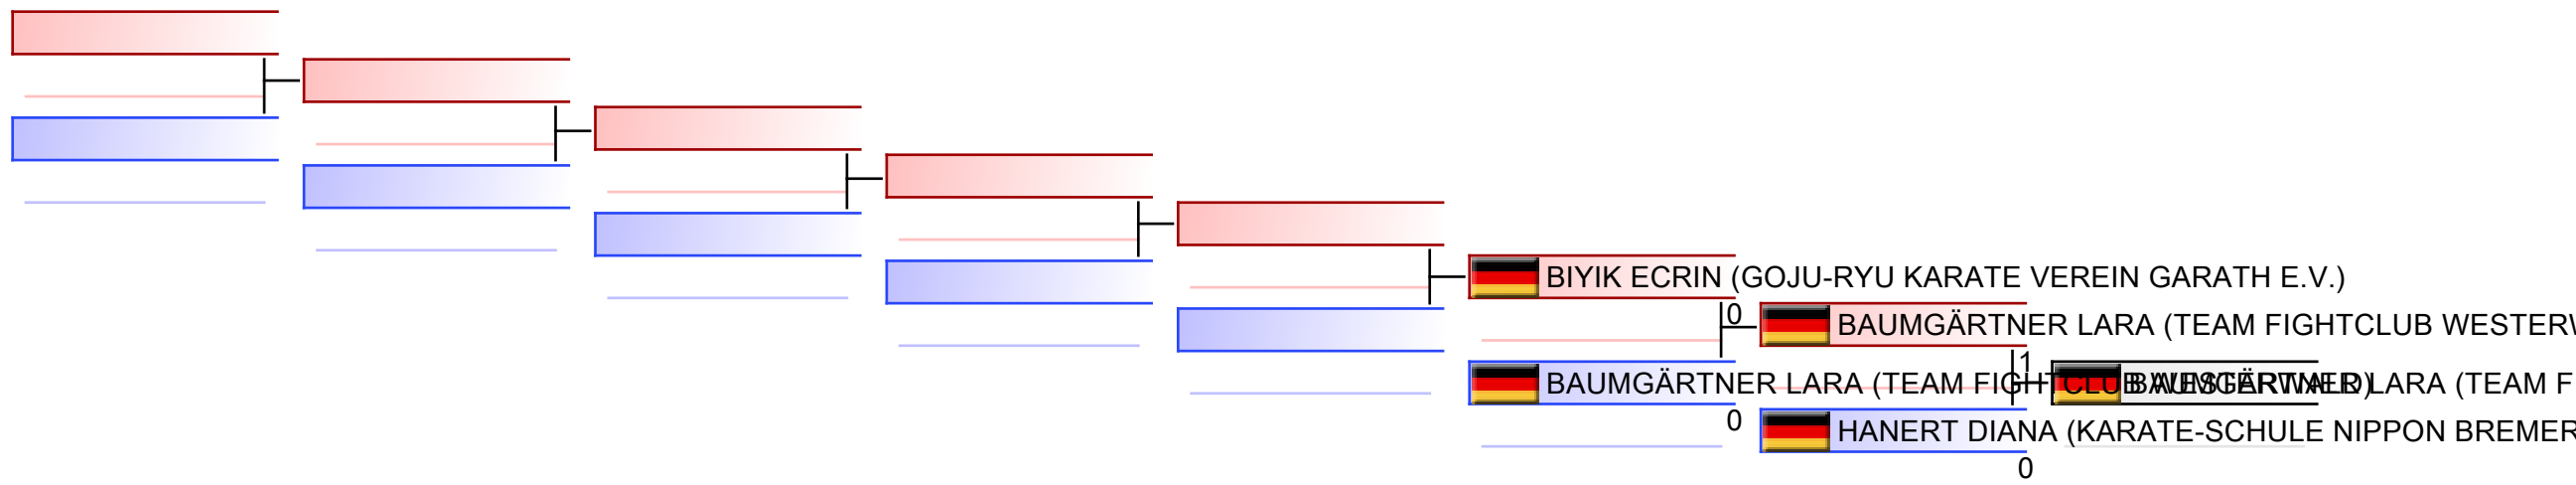 BIYIK ECRIN (GOJU-RYU KARATE VEREIN GARATH E.V.)
0
BAUMGÄRTNER LARA (TEAM FIGHTCLUB WESTERW
1
BAUMGÄRTNER LARA (TEAM FIGHTCLUB WESTERWALD)
BAUMGÄRTNER LARA (TEAM F
0
HANERT DIANA (KARATE-SCHULE NIPPON BREMER
0